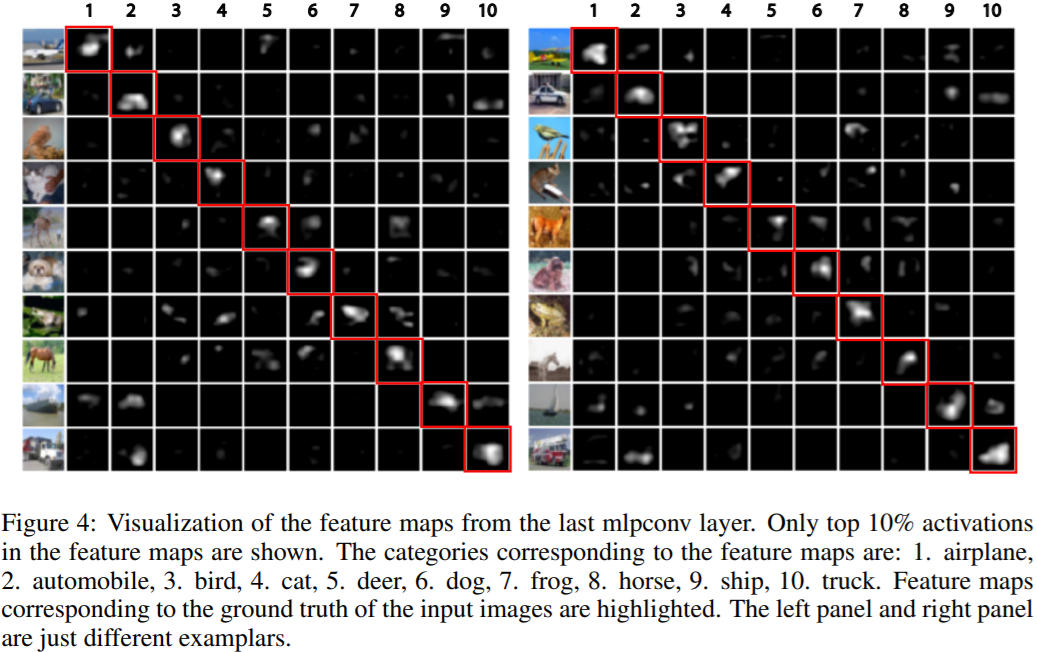 1 2 3 4 5 6 7 8 9 10 1 2 3 4 5 6 7 8 9 10
Figure 4: Visualization of the feature maps from the last mlpconv layer. Only top 10% activations
in the feature maps are shown. The categories corresponding to the feature maps are: 1. airplane,
2. automobile, 3. bird, 4. cat, 5. deer, 6. dog, 7. frog, 8. horse, 9. ship, 10. truck. Feature maps
corresponding to the ground truth of the input images are highlighted. The left panel and right panel
are just different examplars.